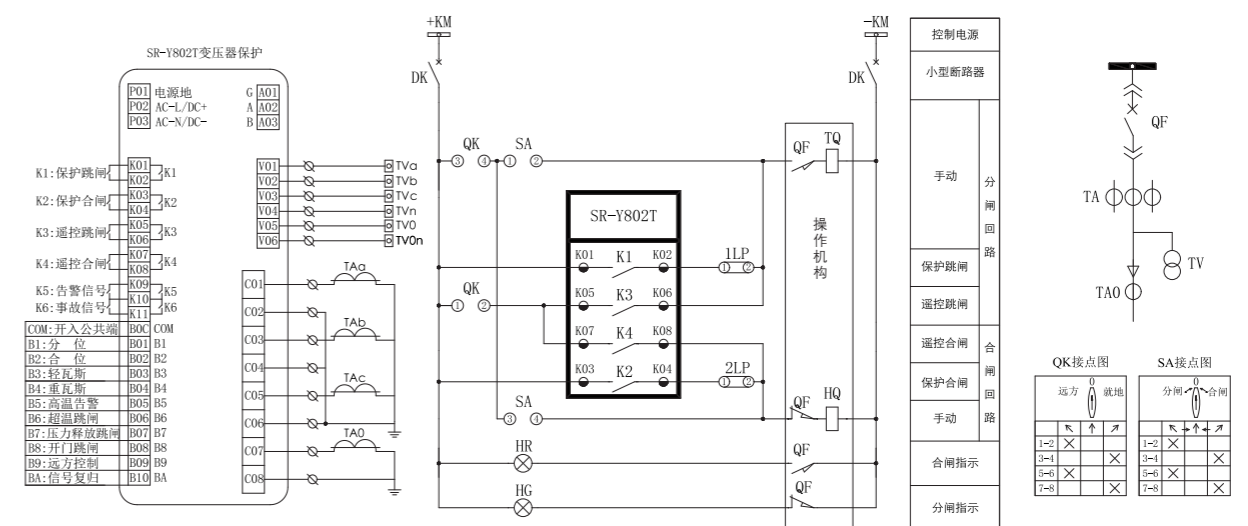 SR-Y802T变压器保护
P01 电源地 G A01
P02 AC-L/DC+ A A02
P03 AC-N/DC- B A03
K1:保护跳闸 K01 K02 K1
K2:保护合闸 K03 K04 K2
K3:遥控跳闸 K05 K06 K3
K4:遥控合闸 K07 K08 K4
K5:告警信号 K09 K10 K5
K6:事故信号 K11 K6
COM:开入公共端 B0C COM
B1:分 位 B01 B1
B2:合 位 B02 B2
B3:轻瓦斯 B03 B3
B4:重瓦斯 B04 B4
B5:高温告警 B05 B5
B6:超温跳闸 B06 B6
B7:压力释放跳闸 B07 B7
B8:开门跳闸 B08 B8
B9:远方控制 B09 B9
BA:信号复归 B10 BA
V01 TVa
V02 TVb
V03 TVc
V04 TVn
V05 TV0
V06 TV0n
C01 TAa
C02
C03 TAb
C04
C05 TAc
C06
C07 TA0
C08
+KM -KM
DK DK
QK SA QF TQ
3 4 1 2
SR-Y802T
K01 K1 K02 1LP
1 2
QK
1 2
K05 K3 K06
K07 K4 K08
K03 K2 K04 2LP
1 2
SA QF HQ
3 4
HR QF
HG QF
操作机构
控制电源
小型断路器
手动
保护跳闸
遥控跳闸
分闸回路
遥控合闸
保护合闸
手动
合闸回路
合闸指示
分闸指示
QF
TA
TV
TA0
QK接点图
0
远方 就地
1-2
3-4
5-6
7-8
SA接点图
0
分闸 合闸
1-2
3-4
5-6
7-8